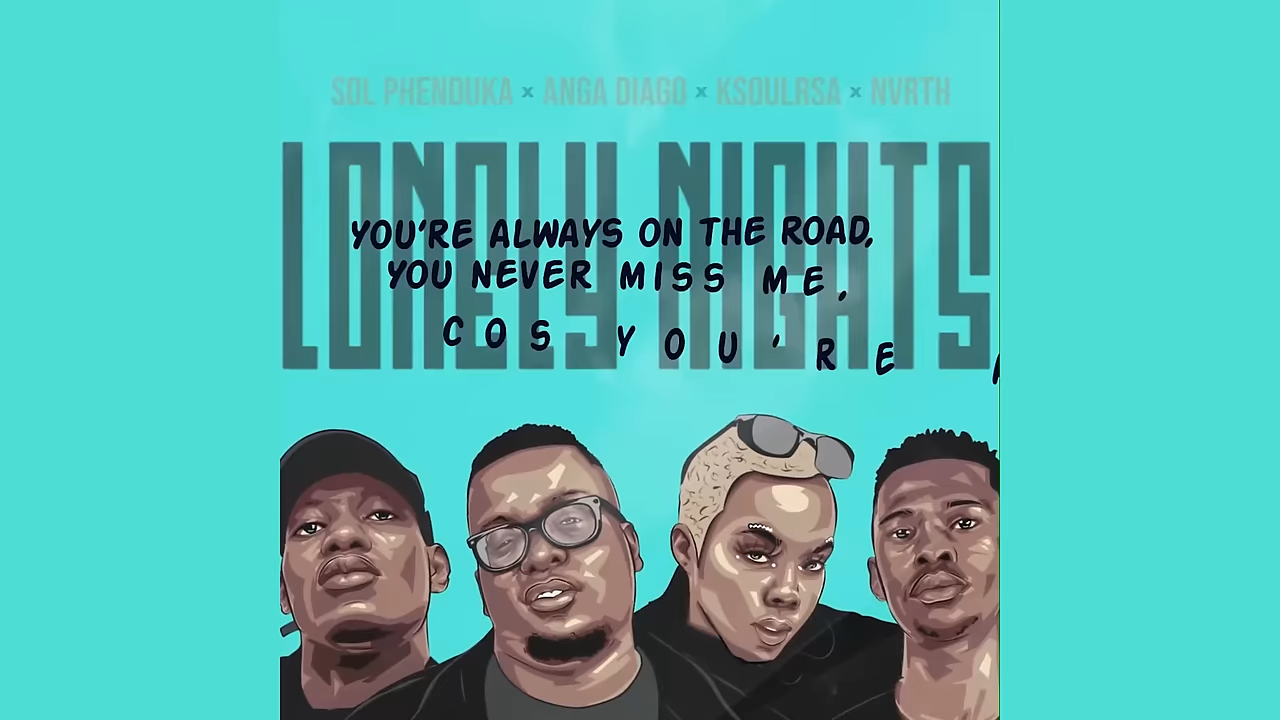 SOL PHENDUKA x ANGA DIAGO x KSOULRSA x NVRTH
LONELY NIGHTS
YOU'RE ALWAYS ON THE ROAD,
YOU NEVER MISS ME,
COS YOU'RE